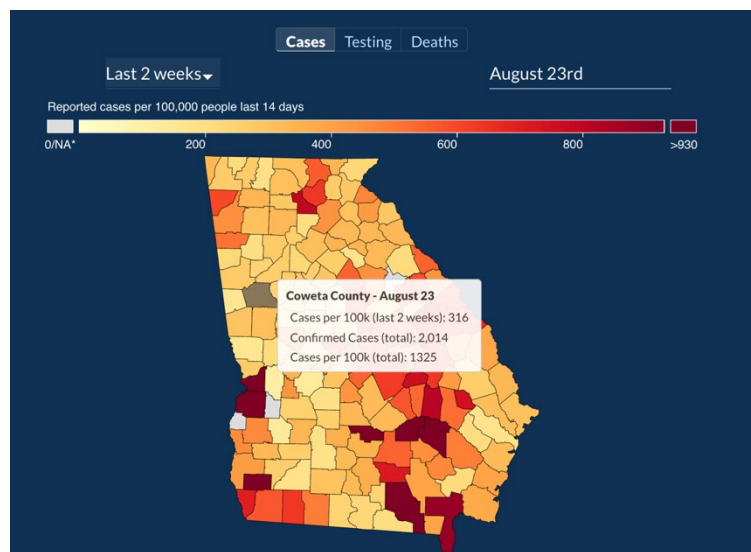 Cases Testing Deaths
Last 2 weeks August 23rd
Reported cases per 100,000 people last 14 days
0/NA* 200 400 600 800 >930
Coweta County - August 23
Cases per 100k (last 2 weeks): 316
Confirmed Cases (total): 2,014
Cases per 100k (total): 1325